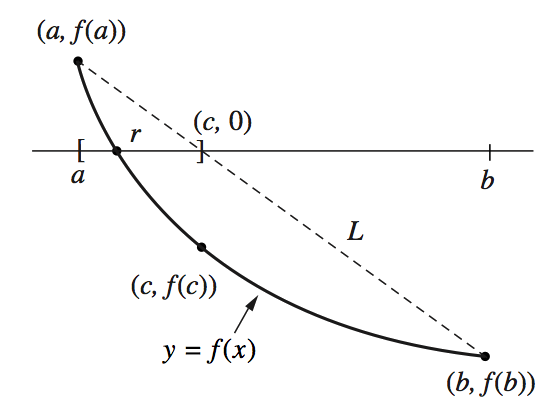 (a, f(a))
r
(c, 0)
[
]
a
b
L
(c, f(c))
y = f(x)
(b, f(b))